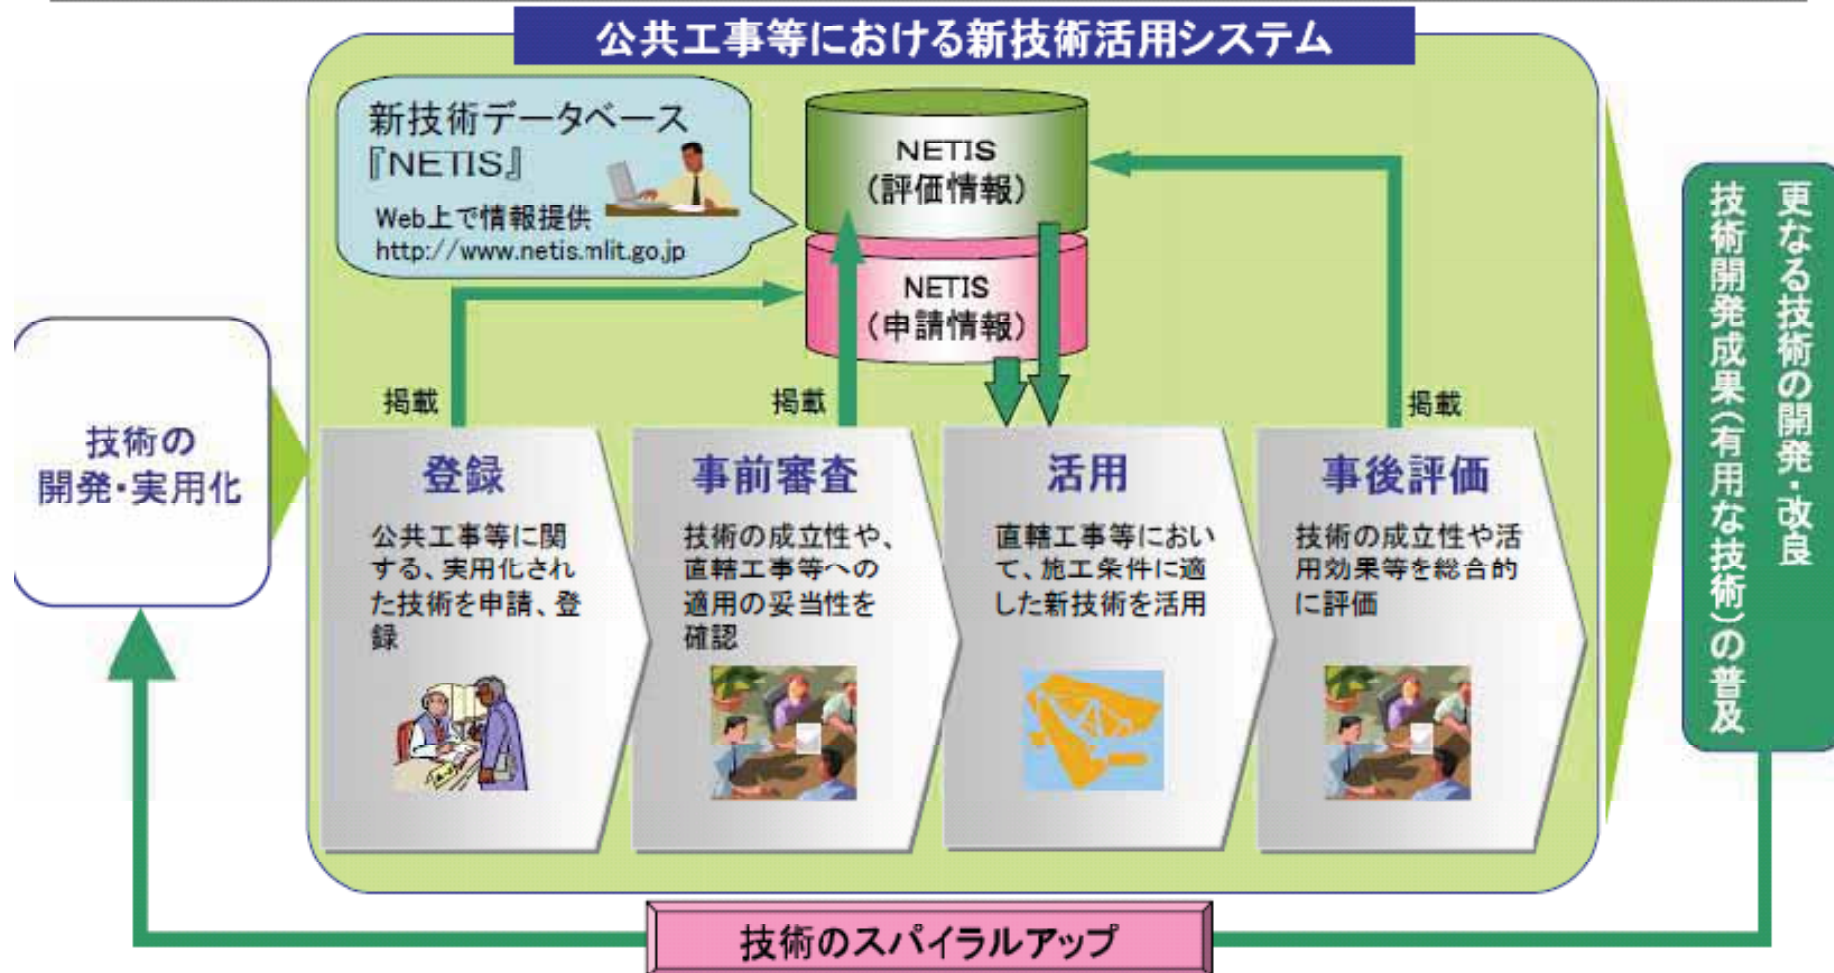 公共工事等における新技術活用システム
新技術データベース
『NETIS』
Web上で情報提供
http://www.netis.mlit.go.jp
NETIS
（評価情報）
NETIS
（申請情報）
掲載
掲載
掲載
技術の
開発・実用化
登録
公共工事等に関
する、実用化され
た技術を申請、登
録
事前審査
技術の成立性や、
直轄工事等への
適用の妥当性を
確認
活用
直轄工事等におい
て、施工条件に適
した新技術を活用
事後評価
技術の成立性や活
用効果等を総合的
に評価
更なる技術の開発・改良
技術開発成果（有用な技術）の普及
技術のスパイラルアップ